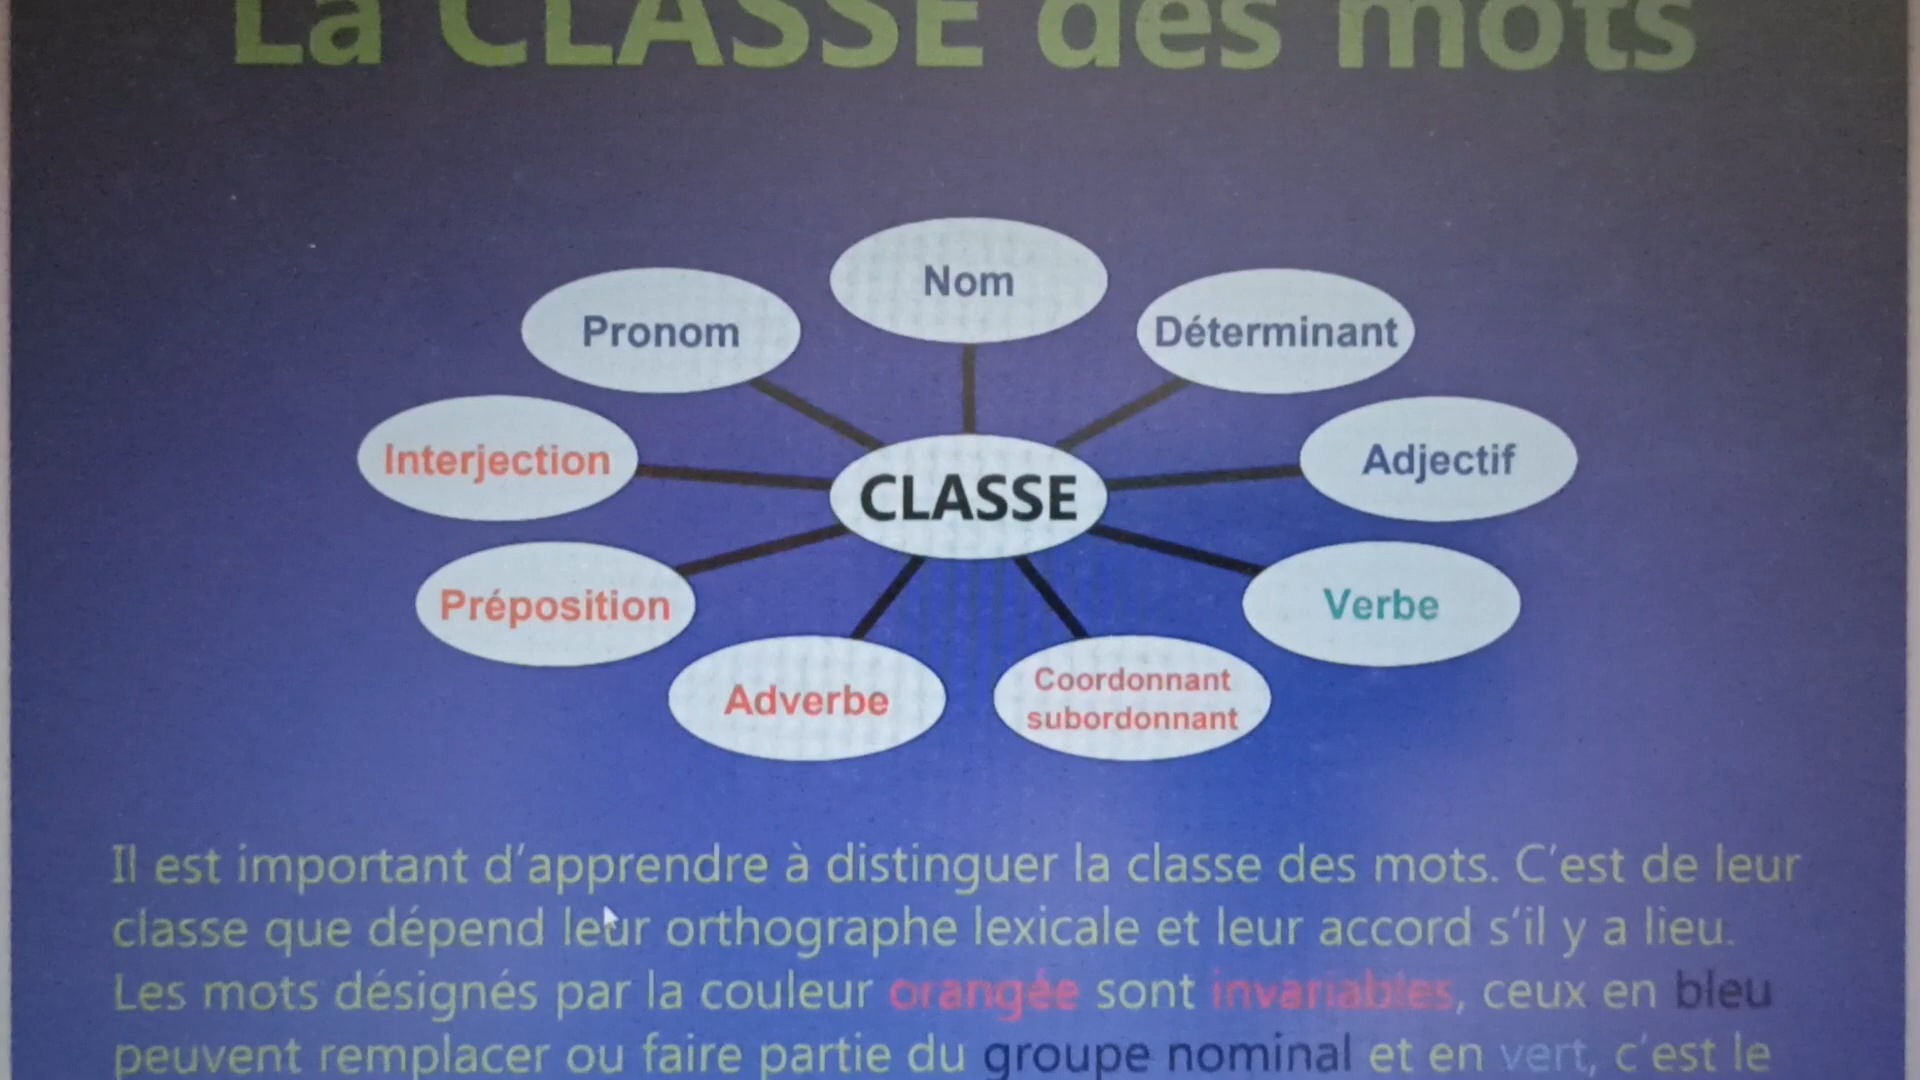 La CLASSE des mots
Nom
Pronom
Déterminant
Interjection
Adjectif
CLASSE
Préposition
Verbe
Adverbe
Coordonnant
subordonnant
Il est important d'apprendre à distinguer la classe des mots. C'est de leur
classe que dépend leur orthographe lexicale et leur accord s'il y a lieu.
Les mots désignés par la couleur orangée sont invariables, ceux en bleu
peuvent remplacer ou faire partie du groupe nominal et en vert, c'est le